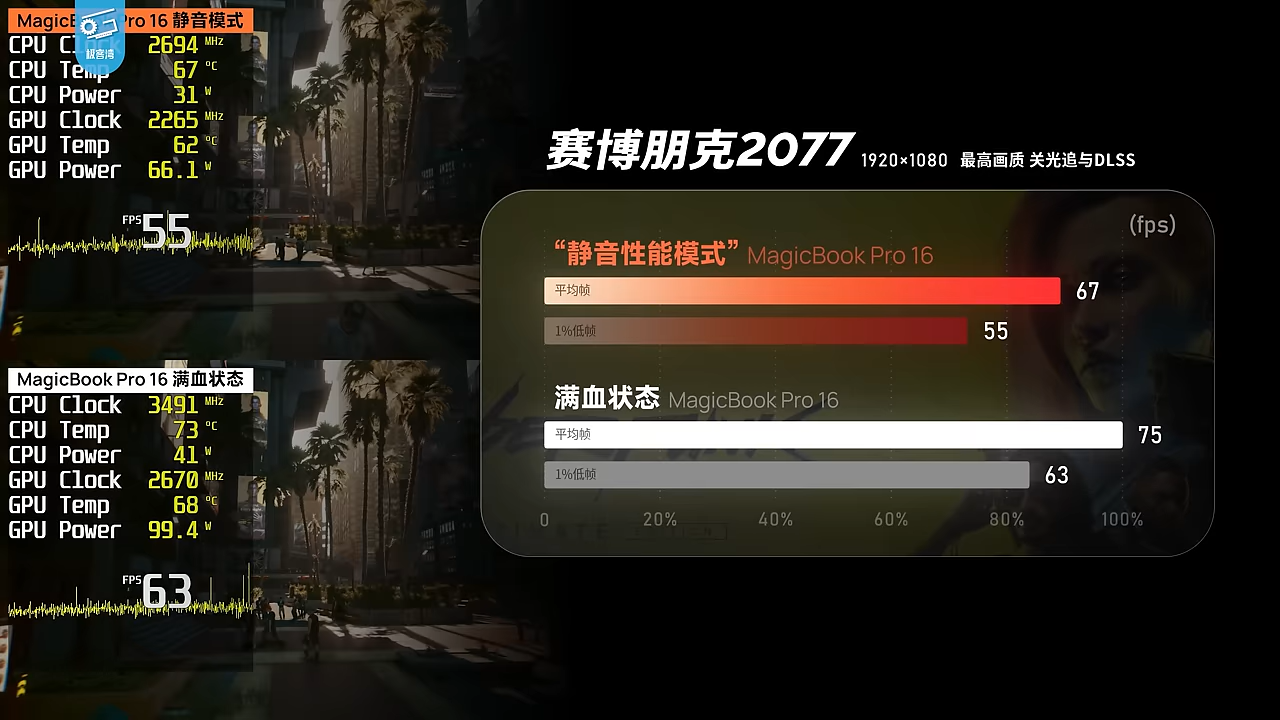 MagicBook Pro 16 静音模式
极客湾
CPU Clock 2694 MHz
CPU Temp 67 °C
CPU Power 31 W
GPU Clock 2265 MHz
GPU Temp 62 °C
GPU Power 66.1 W
FPS 55
MagicBook Pro 16 满血状态
CPU Clock 3491 MHz
CPU Temp 73 °C
CPU Power 41 W
GPU Clock 2670 MHz
GPU Temp 68 °C
GPU Power 99.4 W
FPS 63
赛博朋克2077 1920×1080 最高画质 关光追与DLSS
(fps)
“静音性能模式” MagicBook Pro 16
平均帧 67
1%低帧 55
满血状态 MagicBook Pro 16
平均帧 75
1%低帧 63
0 20% 40% 60% 80% 100%